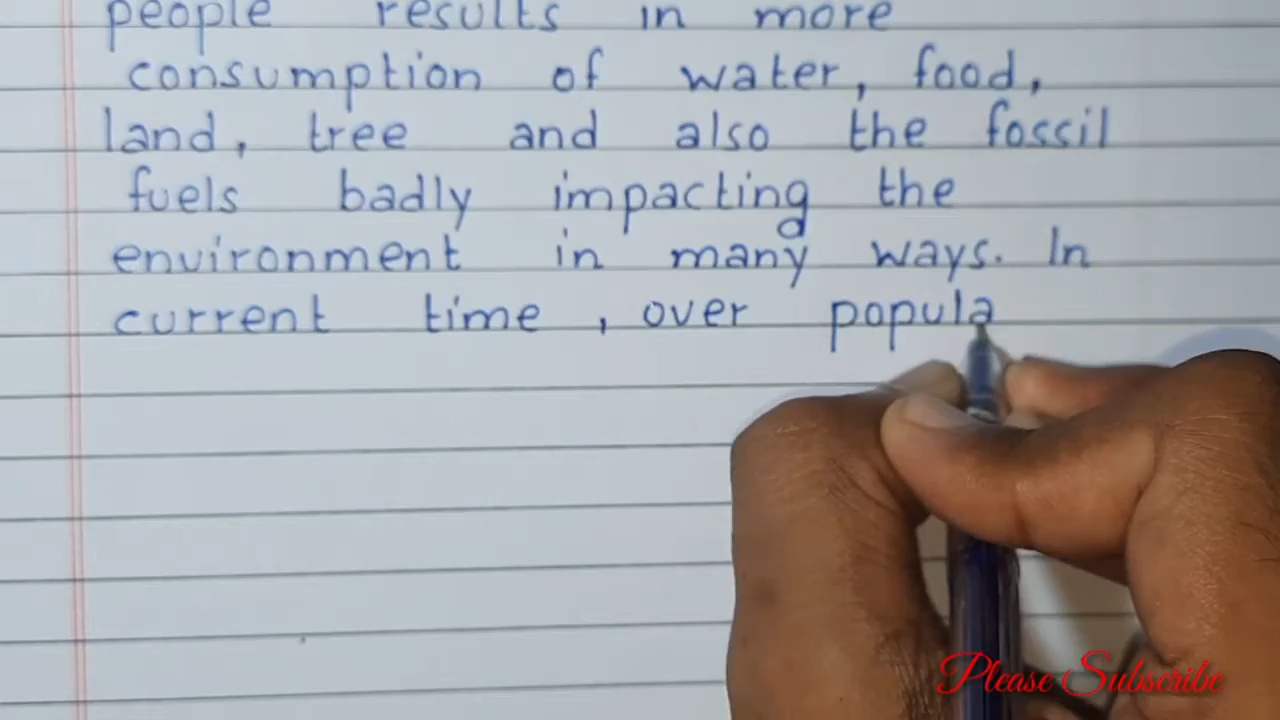 people results in more
consumption of water, food,
land, tree and also the fossil
fuels badly impacting the
environment in many ways. In
current time, over popula
Please Subscribe